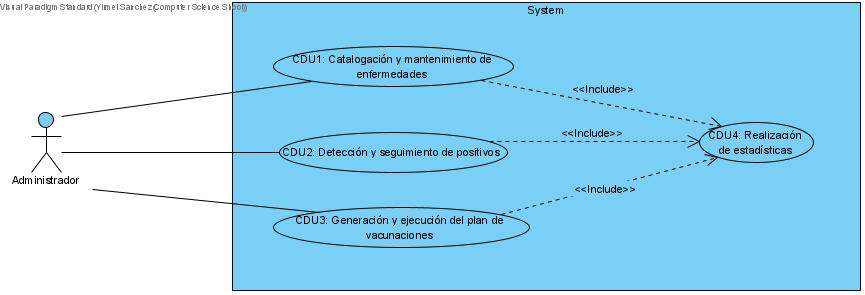 Visual Paradigm Standard (Yimel Sanchez(Computer Science Shool))
System
CDU1: Catalogación y mantenimiento de
enfermedades
<<Include>>
CDU4: Realización
de estadísticas
<<Include>>
CDU2: Detección y seguimiento de positivos
Administrador
<<Include>>
CDU3: Generación y ejecución del plan de
vacunaciones